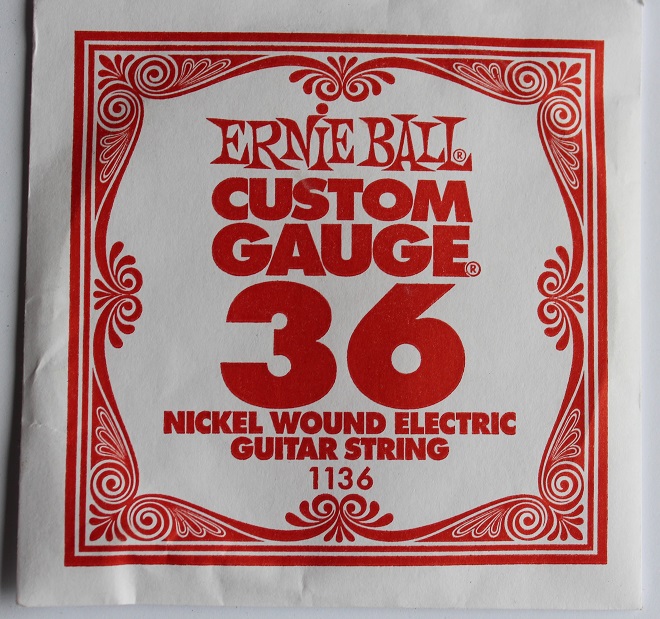 ERNIE BALL®
CUSTOM
GAUGE®
36
NICKEL WOUND ELECTRIC
GUITAR STRING
1136